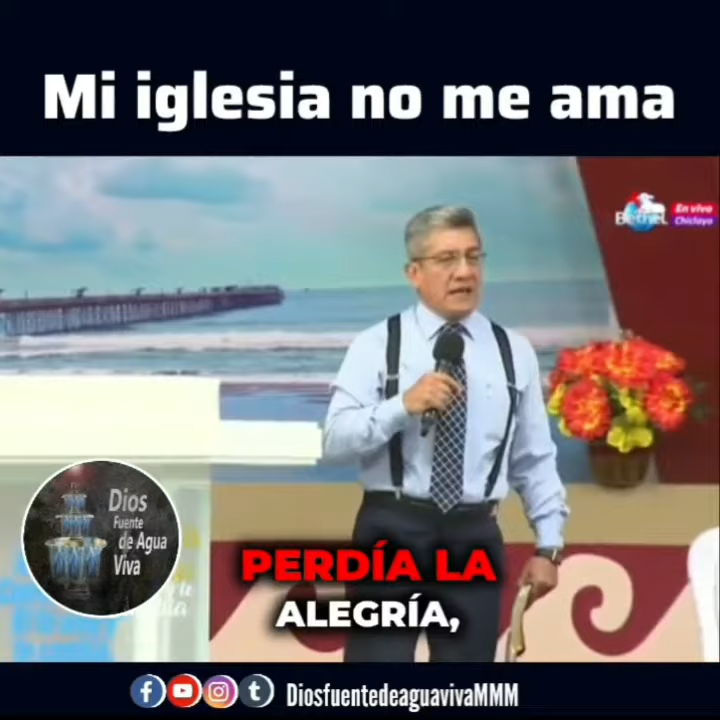 Mi iglesia no me ama
BETHEL
En vivo
Chiclayo
Dios
Fuente
de Agua
Viva
PERDÍA LA
ALEGRÍA,
DiosfuentedeaguavivaMMM